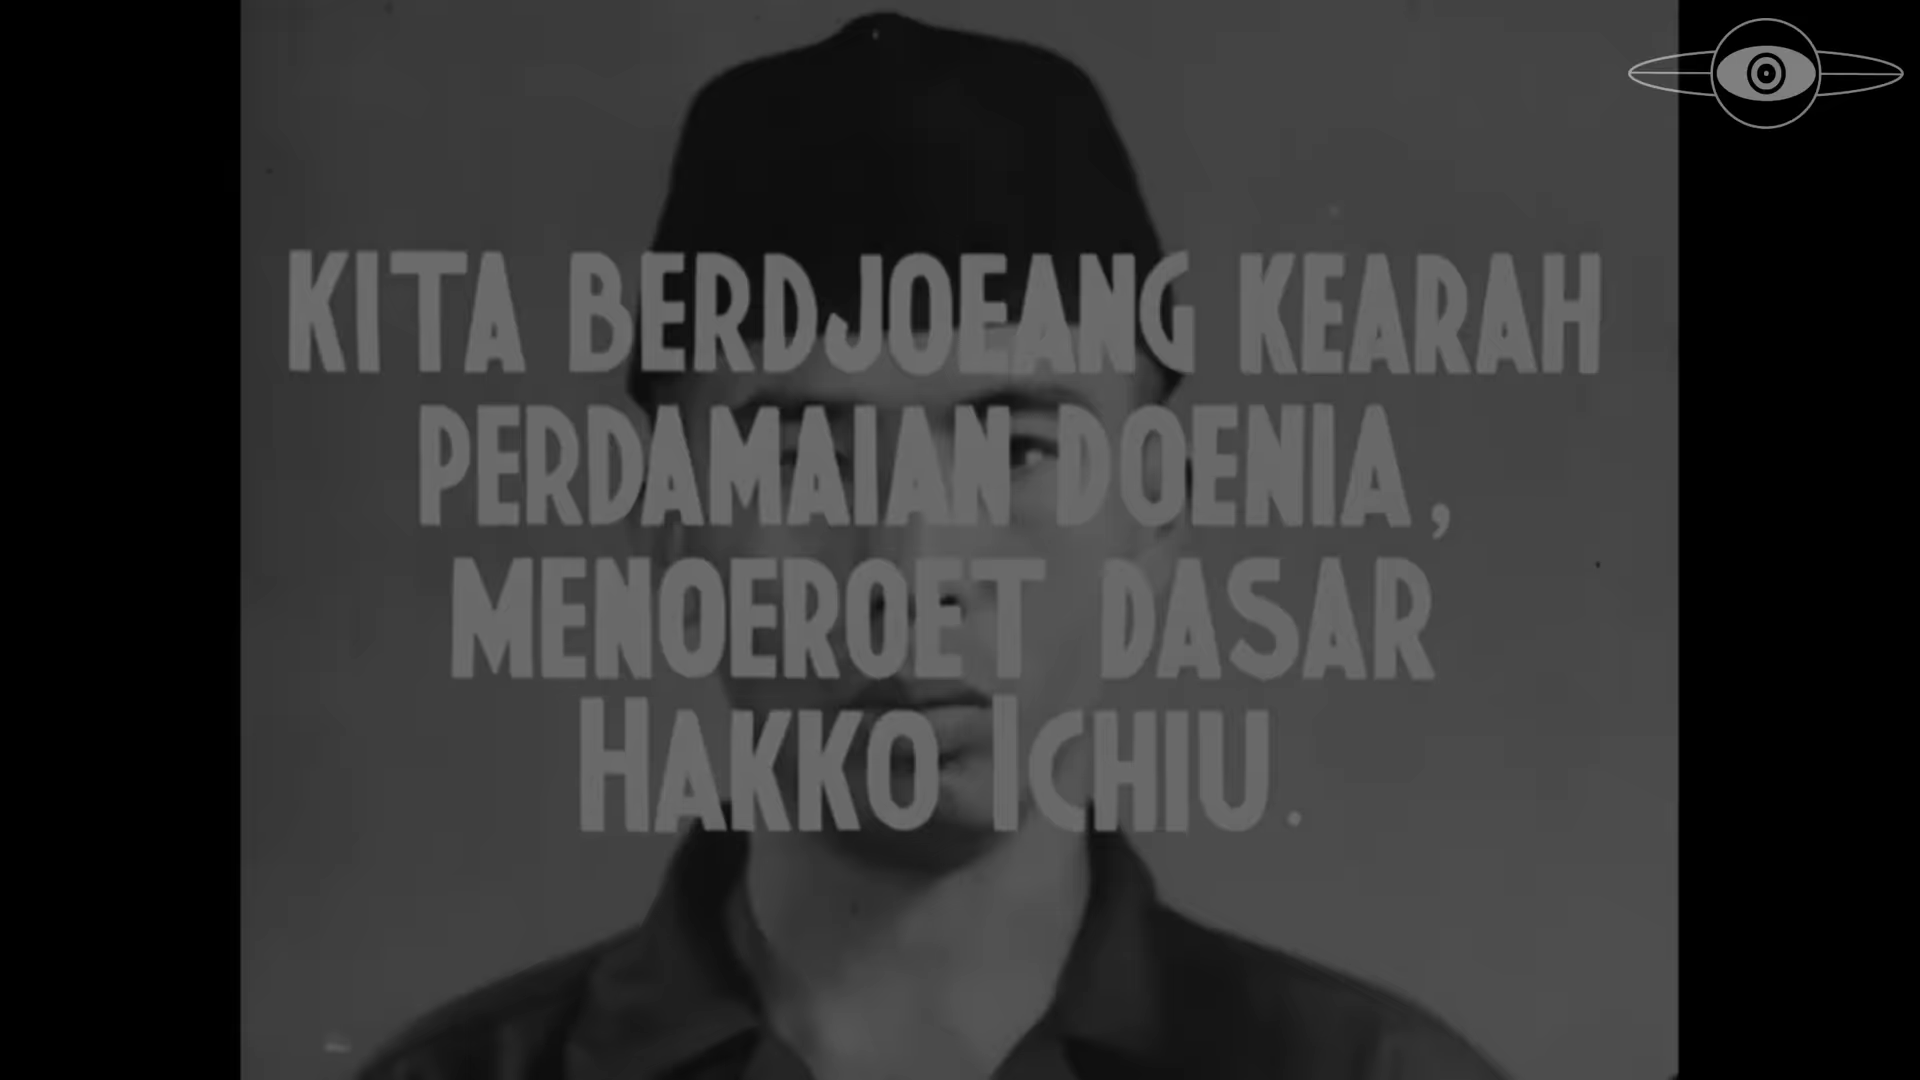 KITA BERDJOEANG KEARAH
PERDAMAIAN DOENIA,
MENOEROET DASAR
HAKKO ICHIU.